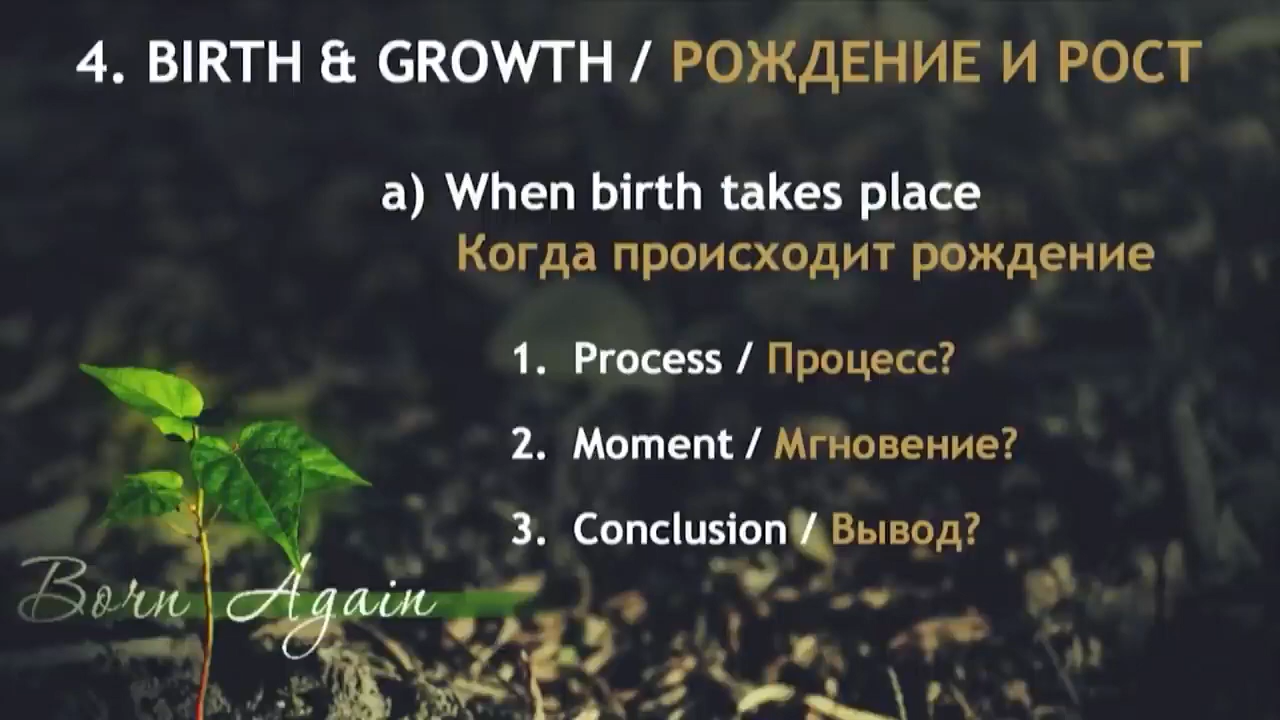 4. BIRTH & GROWTH / РОЖДЕНИЕ И РОСТ
a) When birth takes place
Когда происходит рождение
1. Process / Процесс?
2. Moment / Мгновение?
3. Conclusion / Вывод?
Born Again